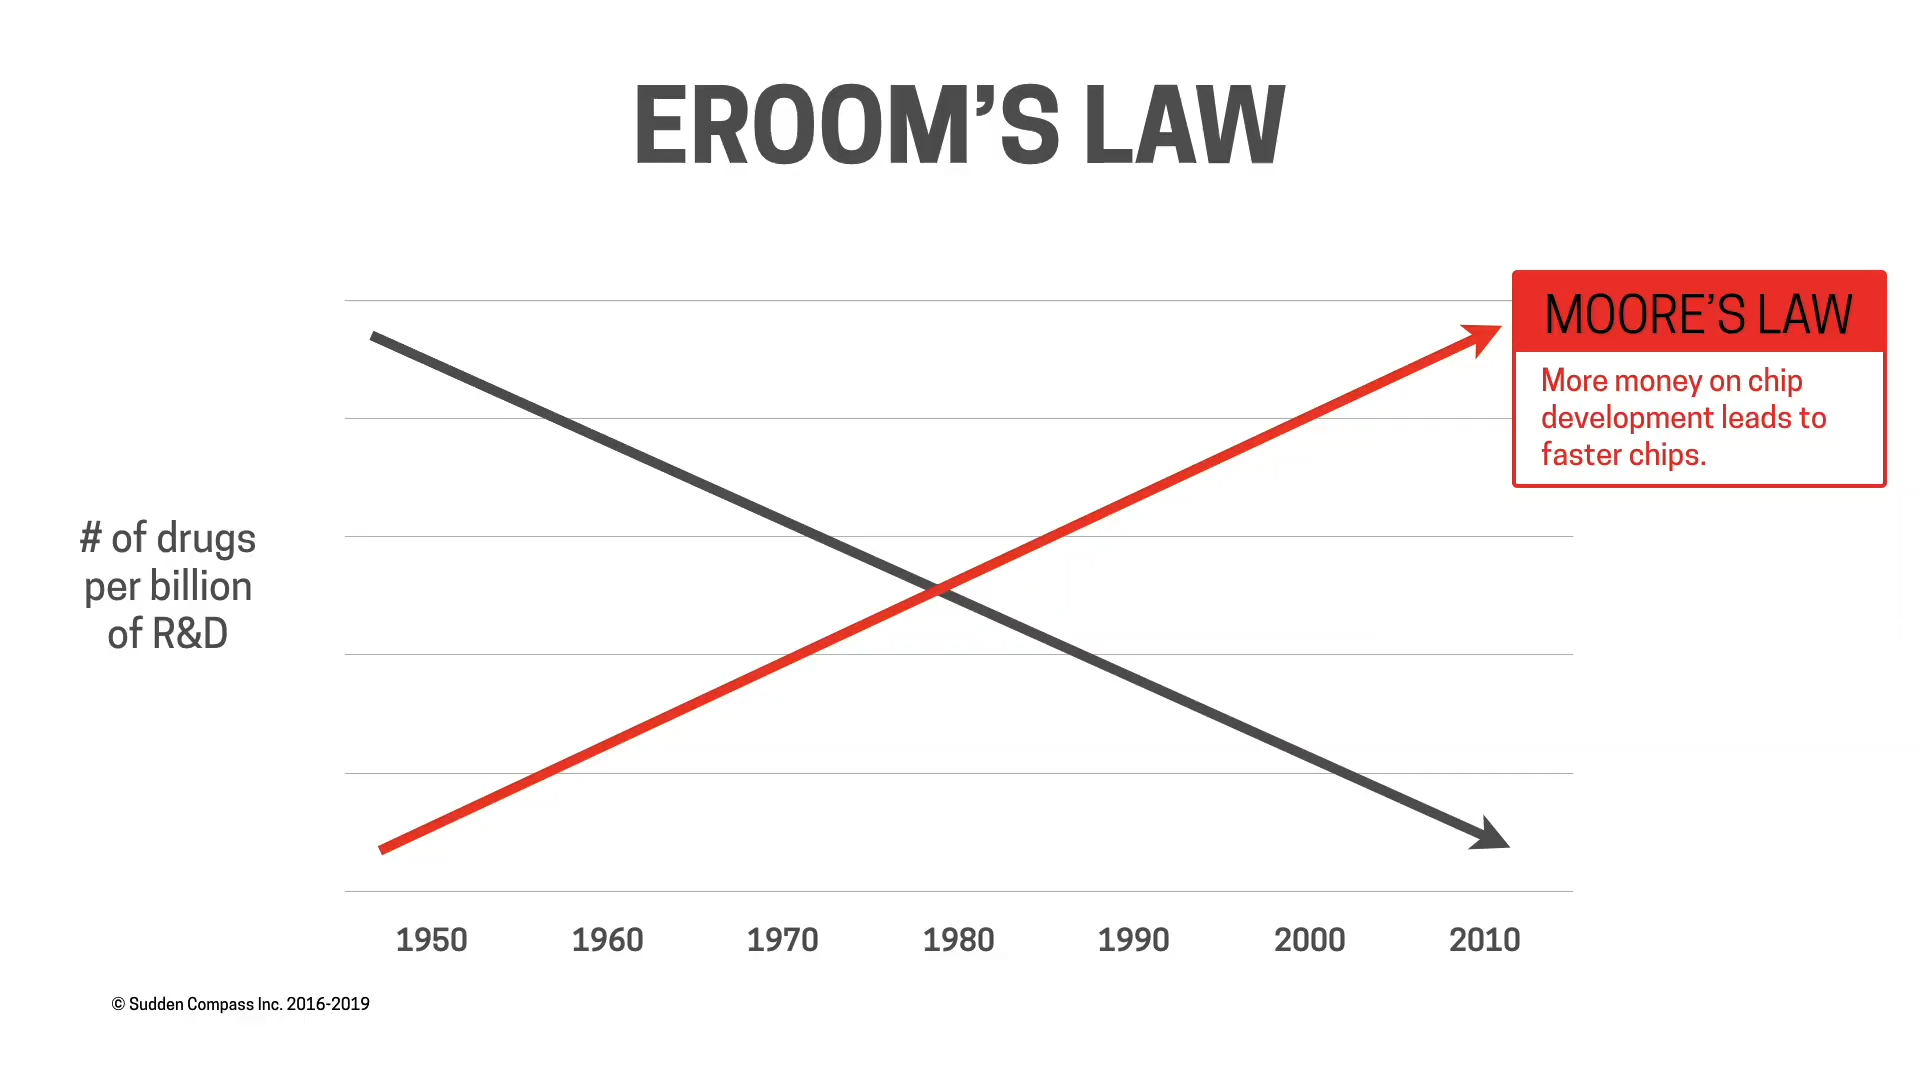 EROOM’S LAW
MOORE’S LAW
More money on chip
development leads to
faster chips.
# of drugs
per billion
of R&D
1950 1960 1970 1980 1990 2000 2010
© Sudden Compass Inc. 2016-2019